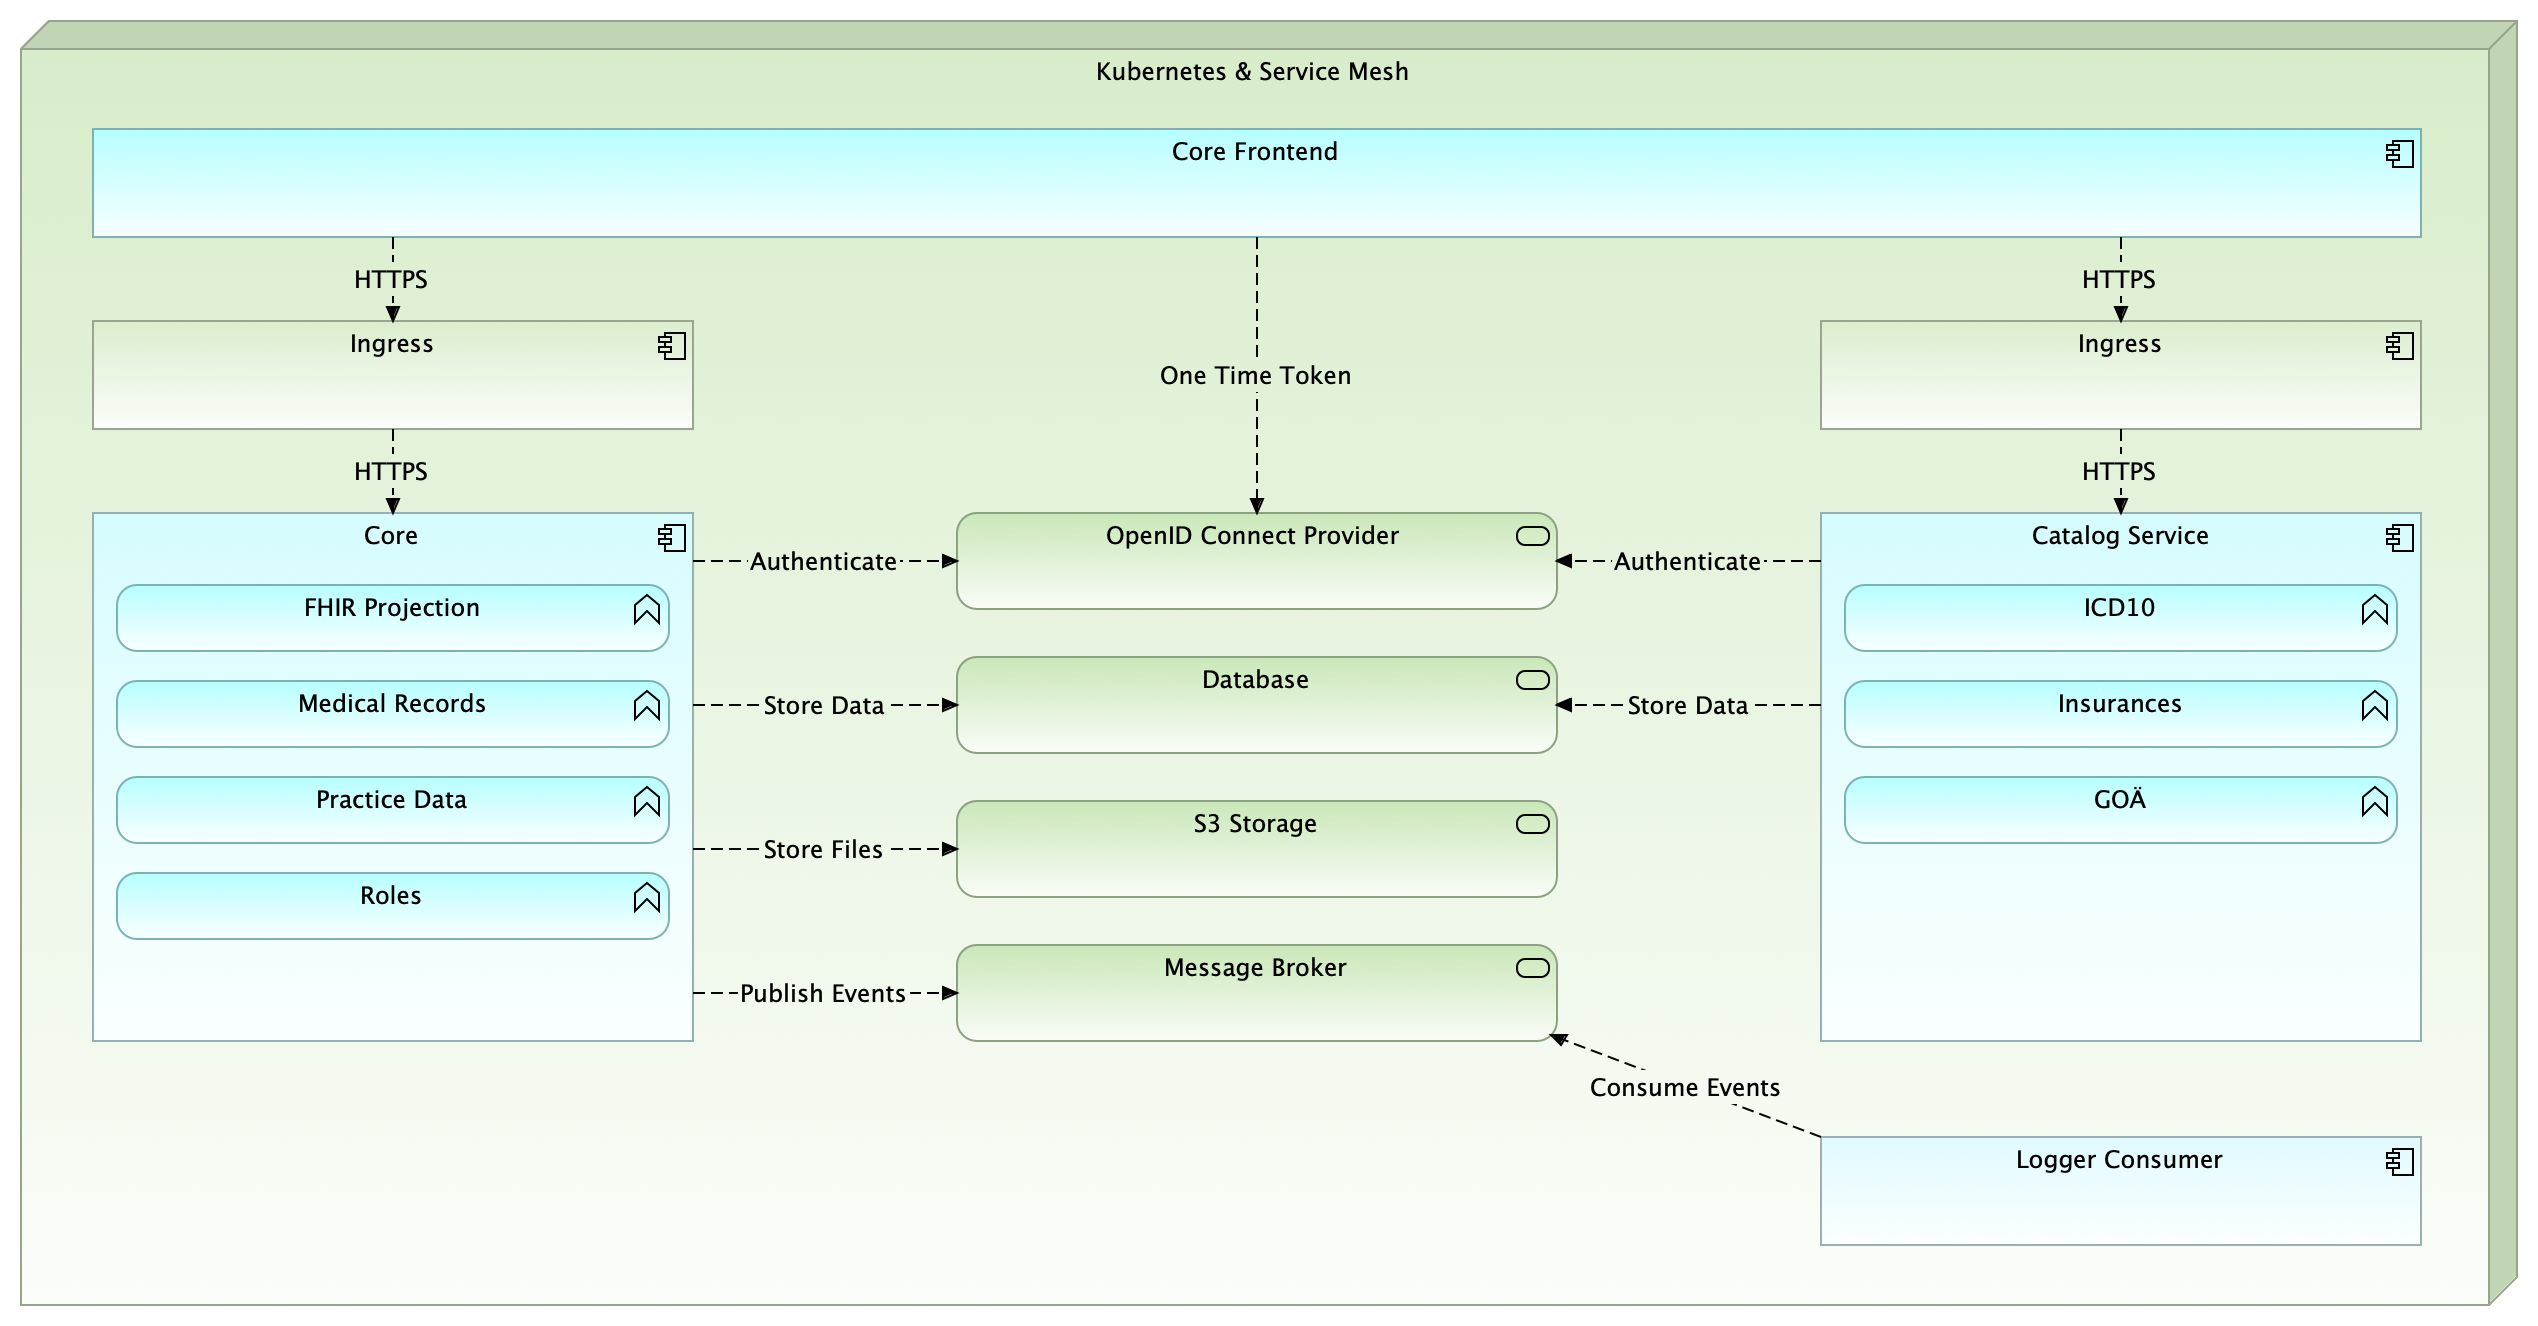 Kubernetes & Service Mesh
Core Frontend
HTTPS
HTTPS
Ingress
Ingress
One Time Token
HTTPS
HTTPS
Core
OpenID Connect Provider
Catalog Service
Authenticate
Authenticate
FHIR Projection
ICD10
Medical Records
Store Data
Database
Store Data
Insurances
Practice Data
GOÄ
Store Files
S3 Storage
Roles
Publish Events
Message Broker
Consume Events
Logger Consumer